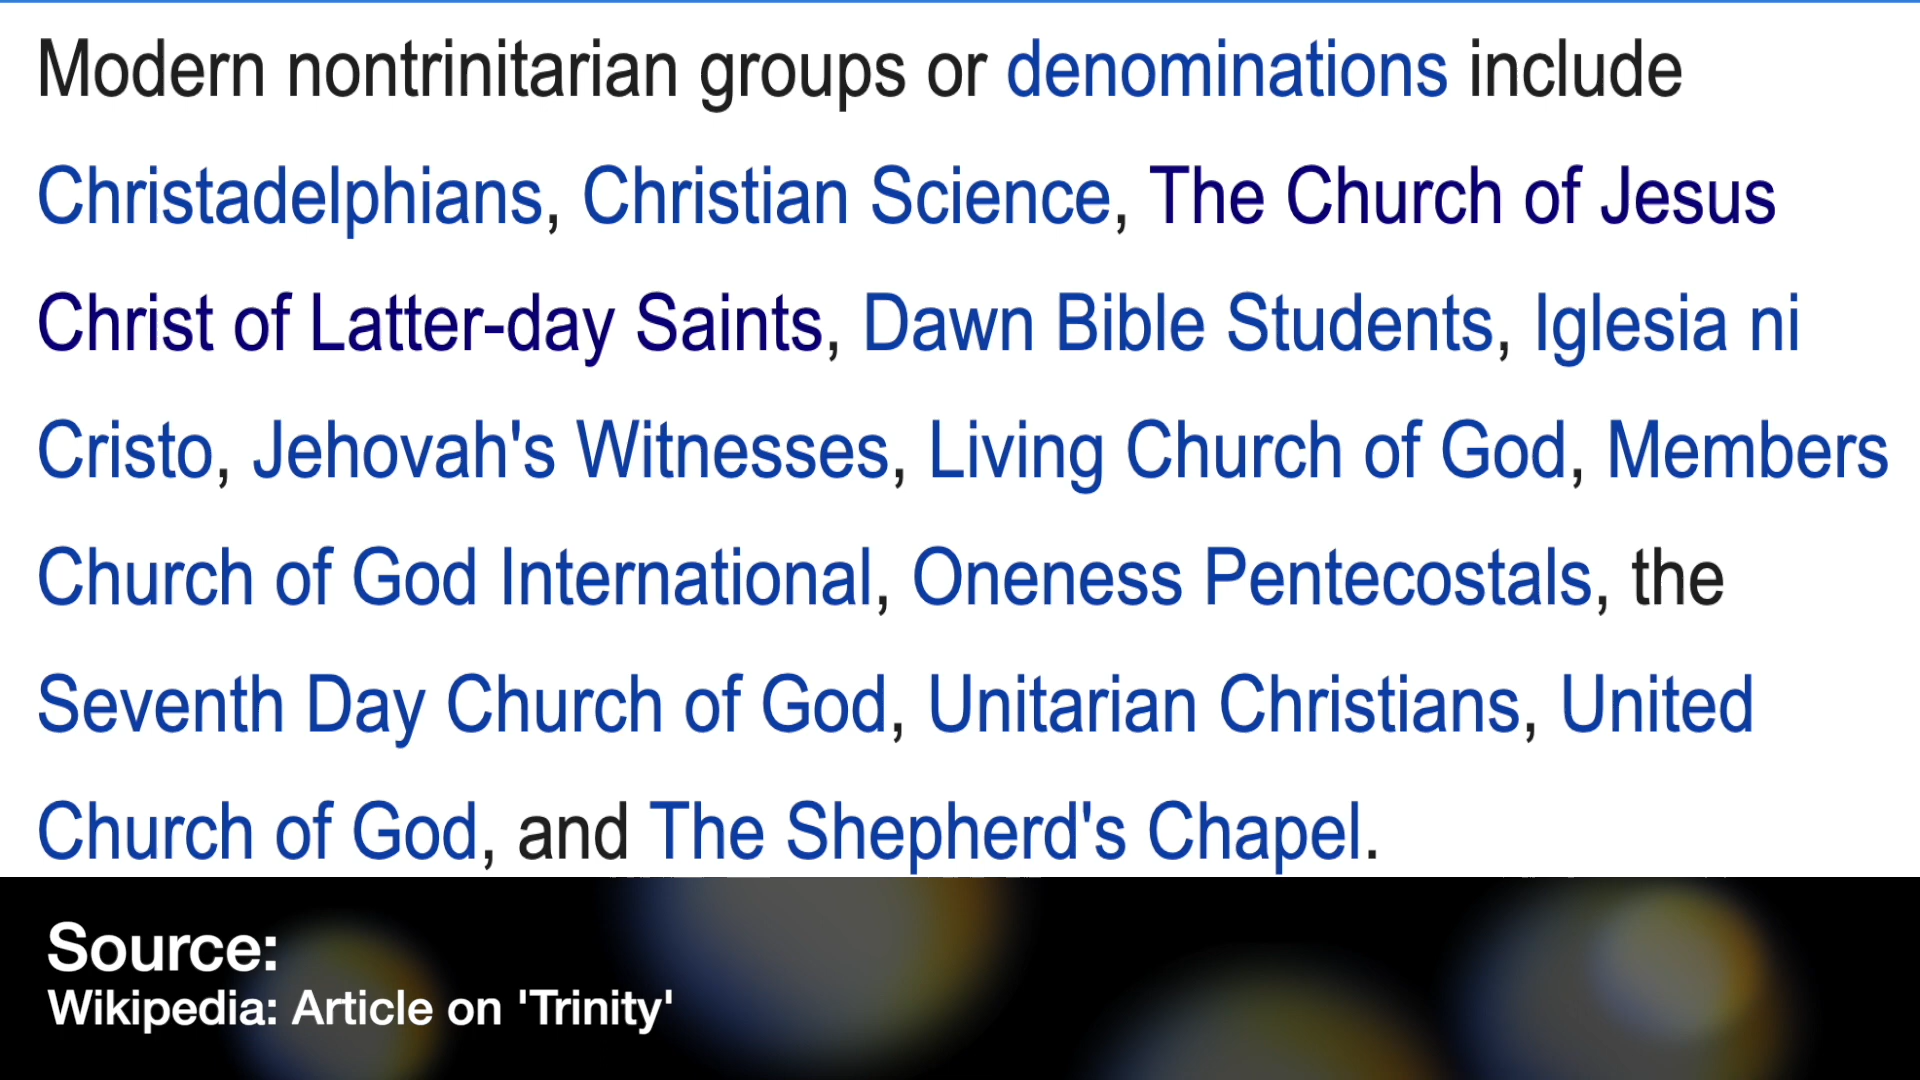 Modern nontrinitarian groups or denominations include
Christadelphians, Christian Science, The Church of Jesus
Christ of Latter-day Saints, Dawn Bible Students, Iglesia ni
Cristo, Jehovah's Witnesses, Living Church of God, Members
Church of God International, Oneness Pentecostals, the
Seventh Day Church of God, Unitarian Christians, United
Church of God, and The Shepherd's Chapel.
Source:
Wikipedia: Article on 'Trinity'